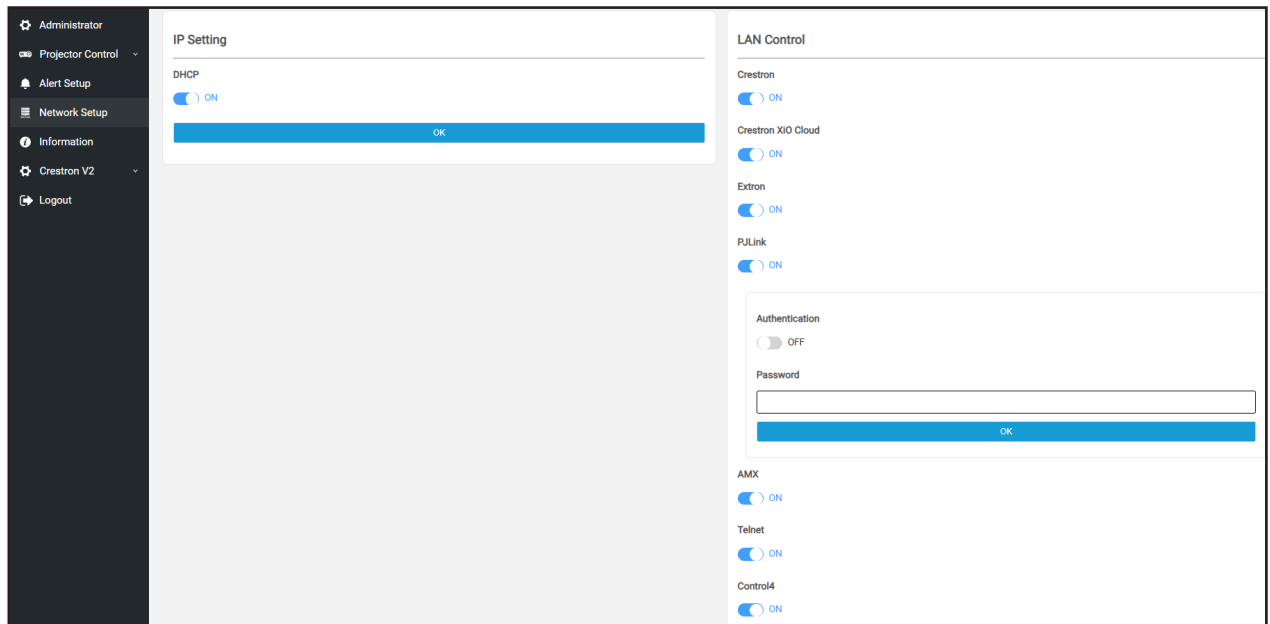 Administrator
Projector Control
Alert Setup
Network Setup
Information
Crestron V2
Logout
IP Setting
DHCP
ON
OK
LAN Control
Crestron
ON
Crestron XiO Cloud
ON
Extron
ON
PJLink
ON
Authentication
OFF
Password
OK
AMX
ON
Telnet
ON
Control4
ON